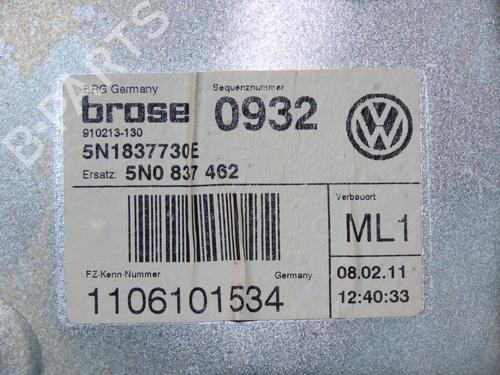 BRG Germany
Sequenznummer
brose
0932
910213-130
5N1837730E
Ersatz: 5N0 837 462
Verbauort
ML1
FZ-Kenn-Nummer
Germany
1106101534
08.02.11
12:40:33
B-PARTS